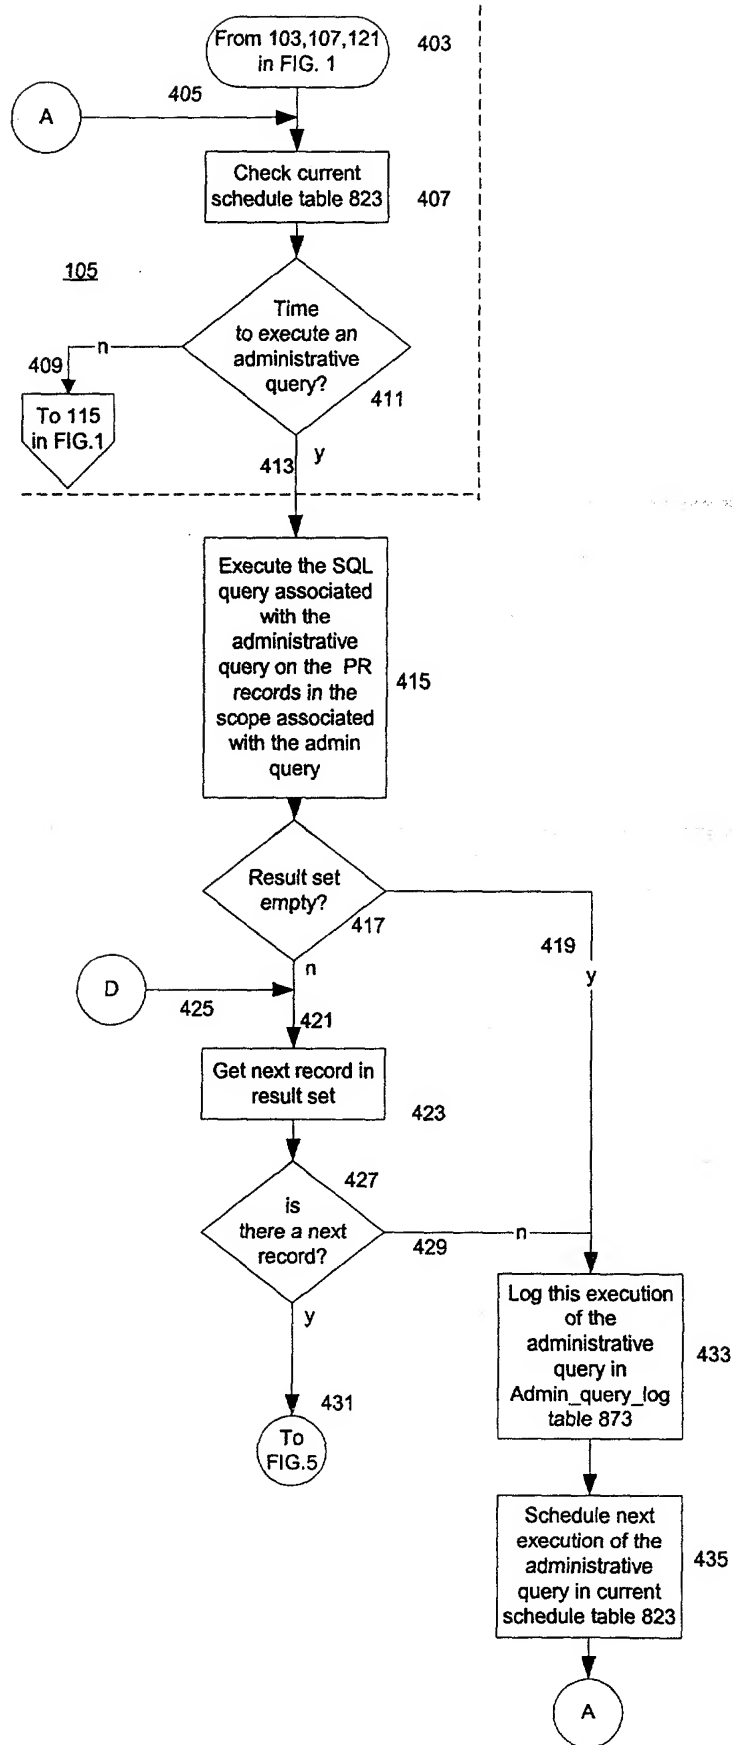 From 103,107,121
in FIG. 1
403
405
A
Check current
schedule table 823
407
105
Time
to execute an
administrative
query?
n
409
411
To 115
in FIG.1
413
y
Execute the SQL
query associated
with the
administrative
query on the PR
records in the
scope associated
with the admin
query
415
Result set
empty?
417
419
y
n
D
425
421
Get next record in
result set
423
427
is
there a next
record?
n
429
y
Log this execution
of the
administrative
query in
Admin_query_log
table 873
433
431
To
FIG.5
Schedule next
execution of the
administrative
query in current
schedule table 823
435
A